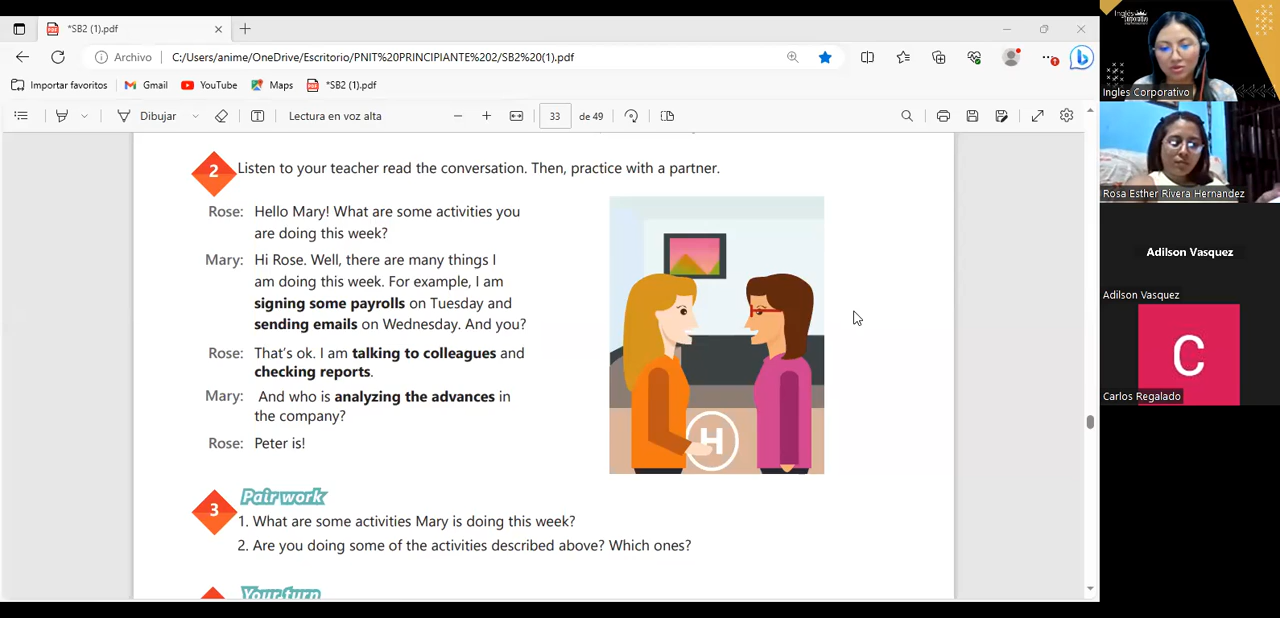 *SB2 (1).pdf
Archivo
C:/Users/anime/OneDrive/Escritorio/PNIT%20PRINCIPIANTE%202/SB2%20(1).pdf
Importar favoritos
Gmail
YouTube
Maps
*SB2 (1).pdf
Dibujar
Lectura en voz alta
33
de 49
2
Listen to your teacher read the conversation. Then, practice with a partner.
Rose: Hello Mary! What are some activities you
are doing this week?
Mary: Hi Rose. Well, there are many things I
am doing this week. For example, I am
signing some payrolls on Tuesday and
sending emails on Wednesday. And you?
Rose: That's ok. I am talking to colleagues and
checking reports.
Mary: And who is analyzing the advances in
the company?
Rose: Peter is!
H
3
Pair work
1. What are some activities Mary is doing this week?
2. Are you doing some of the activities described above? Which ones?
Your turn
Inglés
Corporativo
Ingles Corporativo
Rosa Esther Rivera Hernandez
Adilson Vasquez
Adilson Vasquez
C
Carlos Regalado